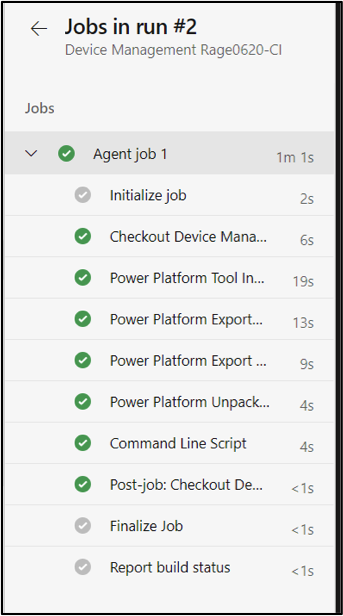 Jobs in run #2
Device Management Rage0620-CI
Jobs
Agent job 1 1m 1s
Initialize job 2s
Checkout Device Mana... 6s
Power Platform Tool In... 19s
Power Platform Export... 13s
Power Platform Export ... 9s
Power Platform Unpack... 4s
Command Line Script 4s
Post-job: Checkout De... <1s
Finalize Job <1s
Report build status <1s